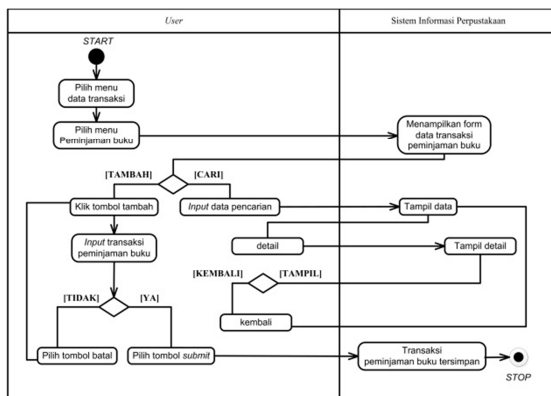 User
Sistem Informasi Perpustakaan
START
Pilih menu
data transaksi
Pilih menu
Peminjaman buku
Menampilkan form
data transaksi
peminjaman buku
[TAMBAH]
[CARI]
Klik tombol tambah
Input data pencarian
Tampil data
Input transaksi
peminjaman buku
detail
Tampil detail
[KEMBALI]
[TAMPIL]
[TIDAK]
[YA]
kembali
Pilih tombol batal
Pilih tombol submit
Transaksi
peminjaman buku tersimpan
STOP